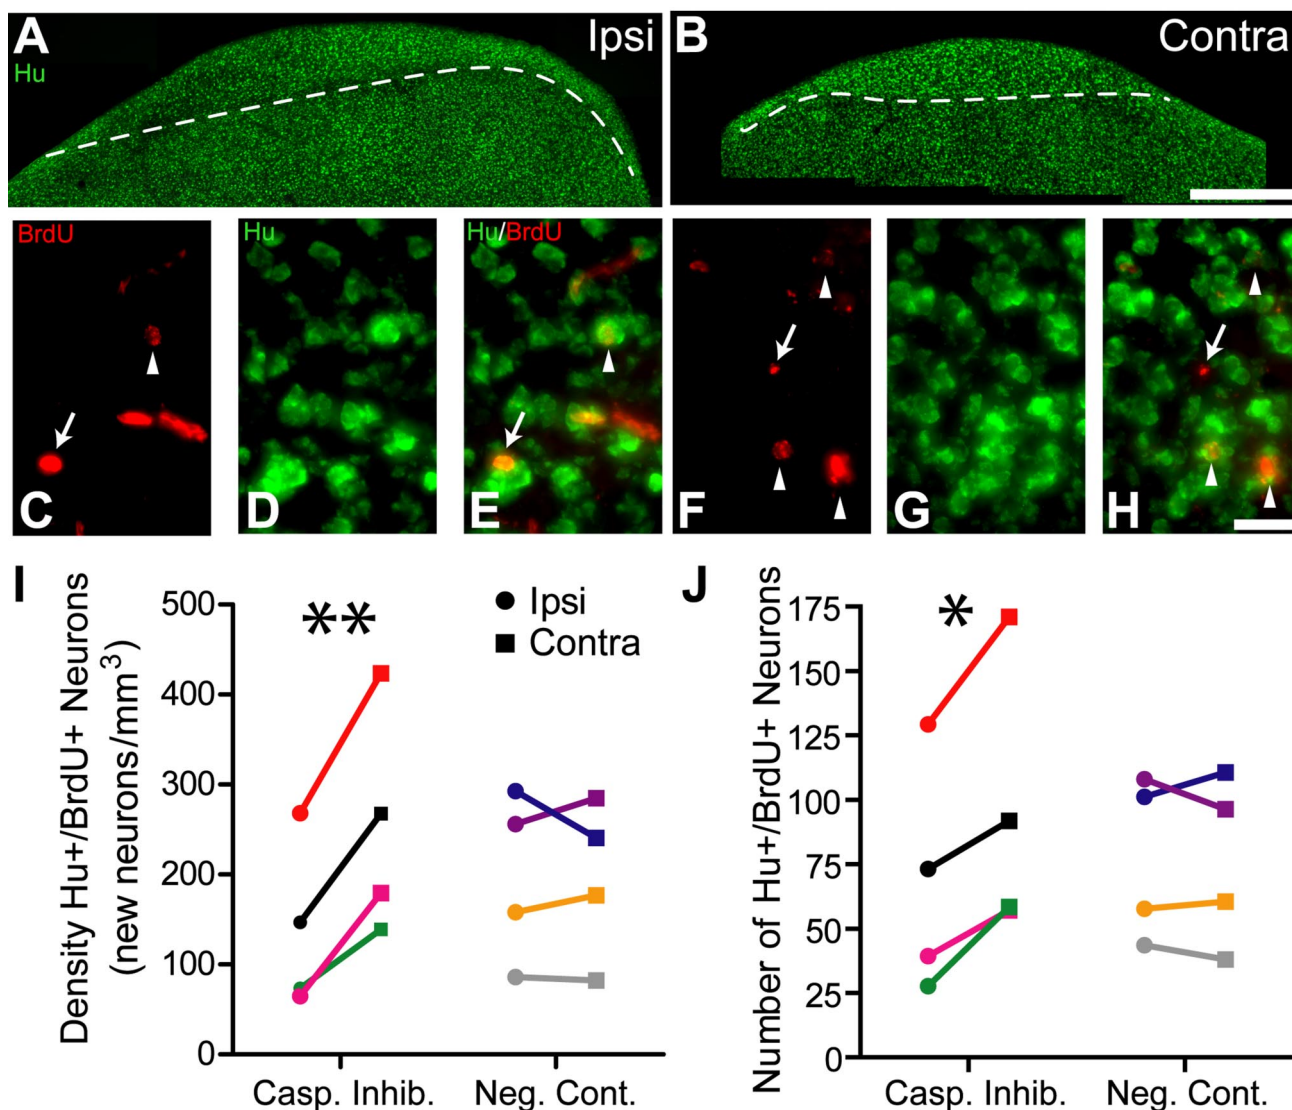 A
Ipsi
Hu
B
Contra
BrdU
Hu
Hu/BrdU
C
D
E
F
G
H
I
Density Hu+/BrdU+ Neurons
(new neurons/mm³)
500
400
300
200
100
0
**
Ipsi
Contra
Casp. Inhib.
Neg. Cont.
J
Number of Hu+/BrdU+ Neurons
175
150
125
100
75
50
25
0
*
Casp. Inhib.
Neg. Cont.